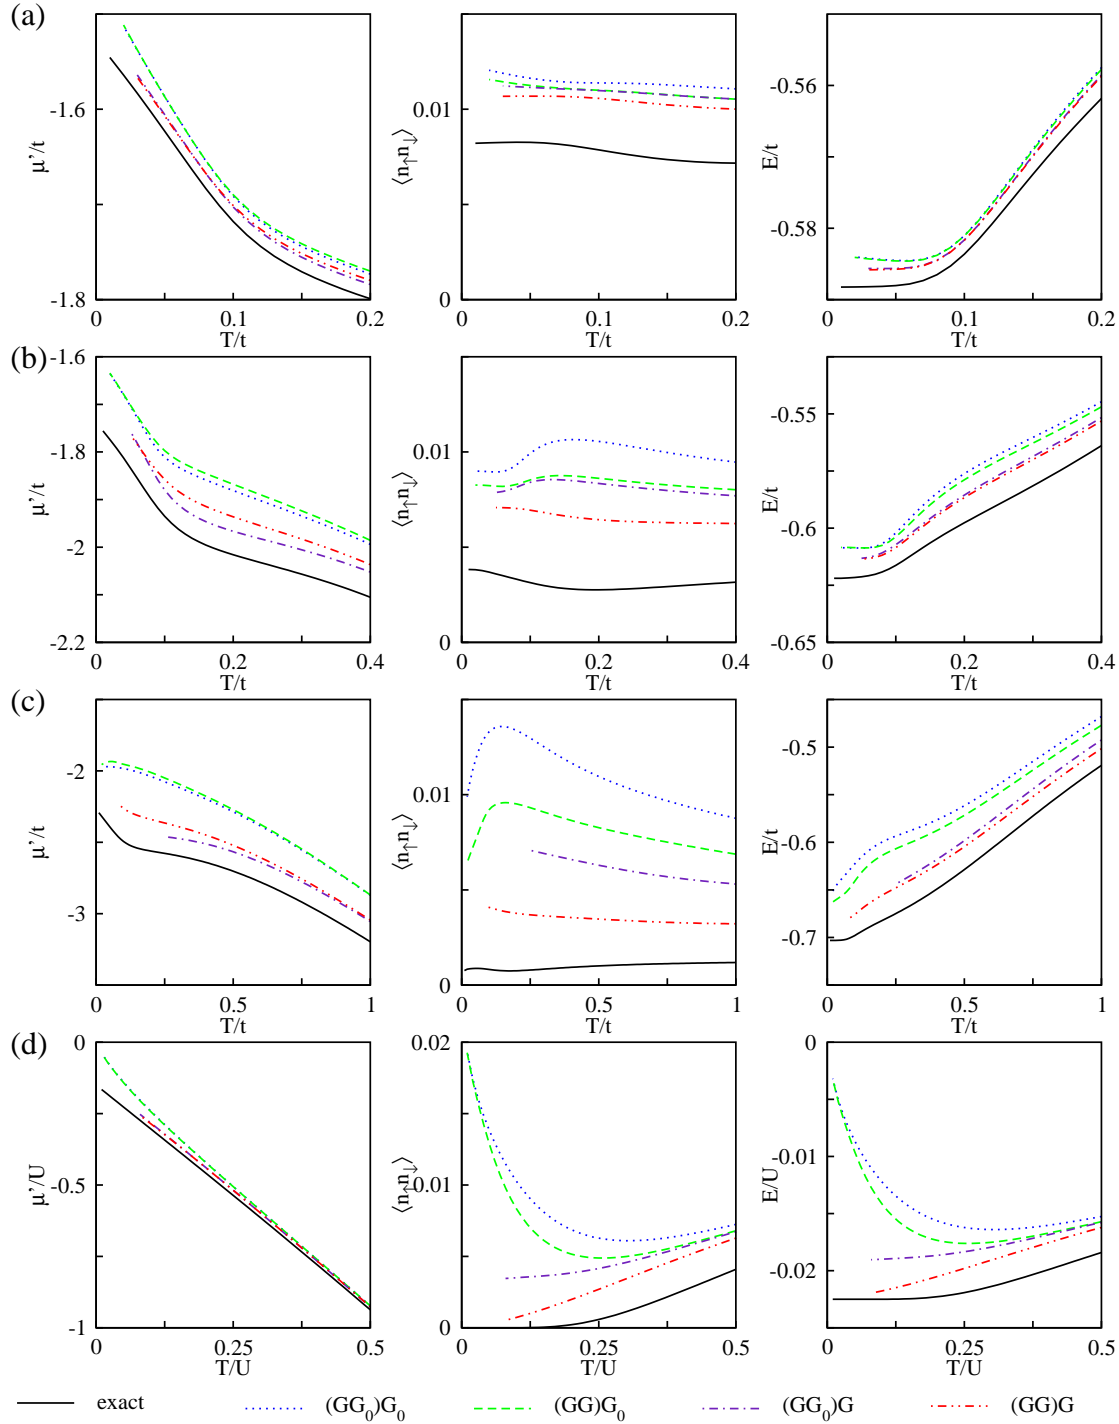 (a)
-1.6
-1.8
μ'/t
0 0.1 0.2
T/t
0.01
0
⟨n↑n↓⟩
0 0.1 0.2
T/t
-0.56
-0.58
E/t
0 0.1 0.2
T/t
(b)
-1.6
-1.8
-2
-2.2
μ'/t
0 0.2 0.4
T/t
0.01
0
⟨n↑n↓⟩
0 0.2 0.4
T/t
-0.55
-0.6
-0.65
E/t
0 0.2 0.4
T/t
(c)
-2
-3
μ'/t
0 0.5 1
T/t
0.01
0
⟨n↑n↓⟩
0 0.5 1
T/t
-0.5
-0.6
-0.7
E/t
0 0.5 1
T/t
(d)
0
-0.5
-1
μ'/U
0 0.25 0.5
T/U
0.02
0.01
0
⟨n↑n↓⟩
0 0.25 0.5
T/U
0
-0.01
-0.02
E/U
0 0.25 0.5
T/U
exact (GG₀)G₀ (GG)G₀ (GG₀)G (GG)G